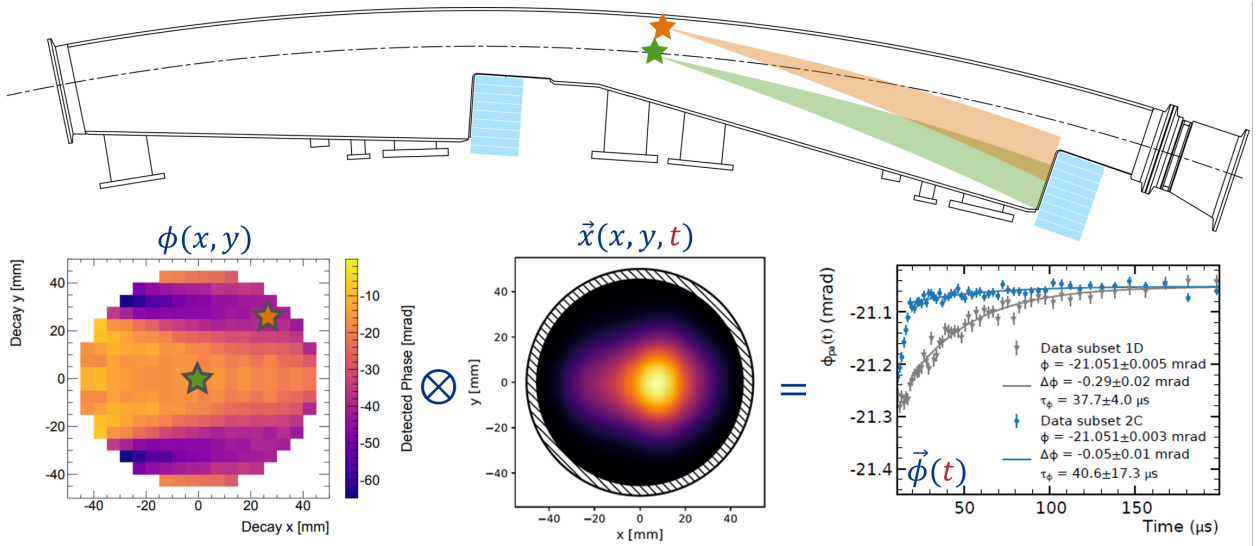 ϕ(x, y)
Decay y [mm]
40
20
0
-20
-40
-40
-20
0
20
40
Decay x [mm]
-10
-20
-30
-40
-50
-60
Detected Phase [mrad]
⊗
x⃗(x, y, t)
y [mm]
40
20
0
−20
−40
−40
−20
0
20
40
x [mm]
=
ϕpa(t) (mrad)
-21.1
-21.2
-21.3
-21.4
Data subset 1D
ϕ = -21.051±0.005 mrad
Δϕ = -0.29±0.02 mrad
τϕ = 37.7±4.0 μs
Data subset 2C
ϕ = -21.051±0.003 mrad
Δϕ = -0.05±0.01 mrad
τϕ = 40.6±17.3 μs
ϕ⃗(t)
50
100
150
Time (μs)